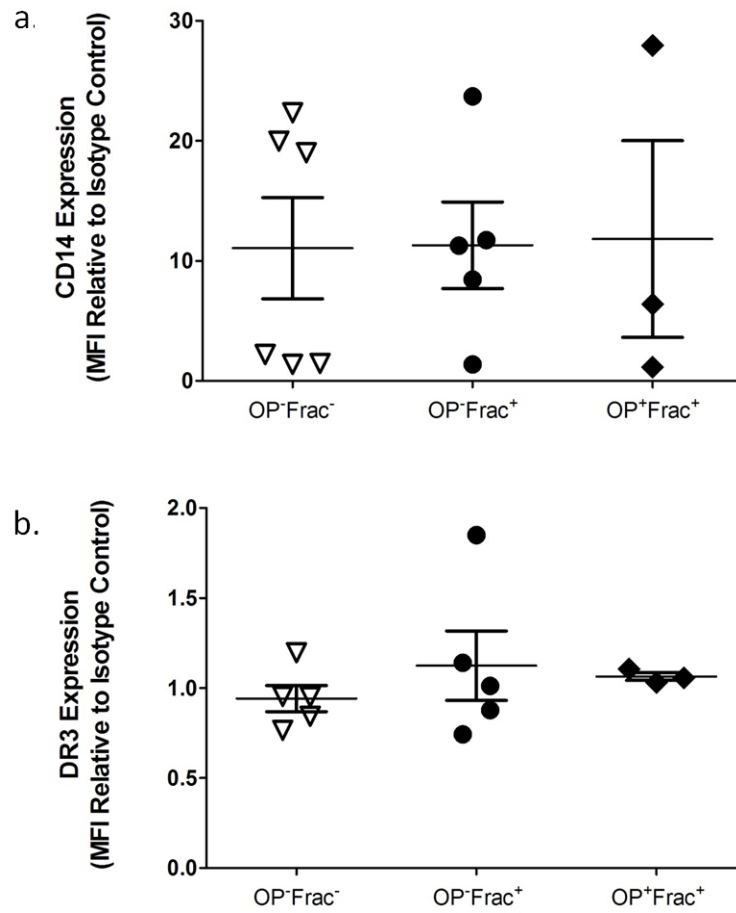 a.
CD14 Expression
(MFI Relative to Isotype Control)
30
20
10
0
OP⁻Frac⁻ OP⁻Frac⁺ OP⁺Frac⁺
b.
DR3 Expression
(MFI Relative to Isotype Control)
2.0
1.5
1.0
0.5
0.0
OP⁻Frac⁻ OP⁻Frac⁺ OP⁺Frac⁺